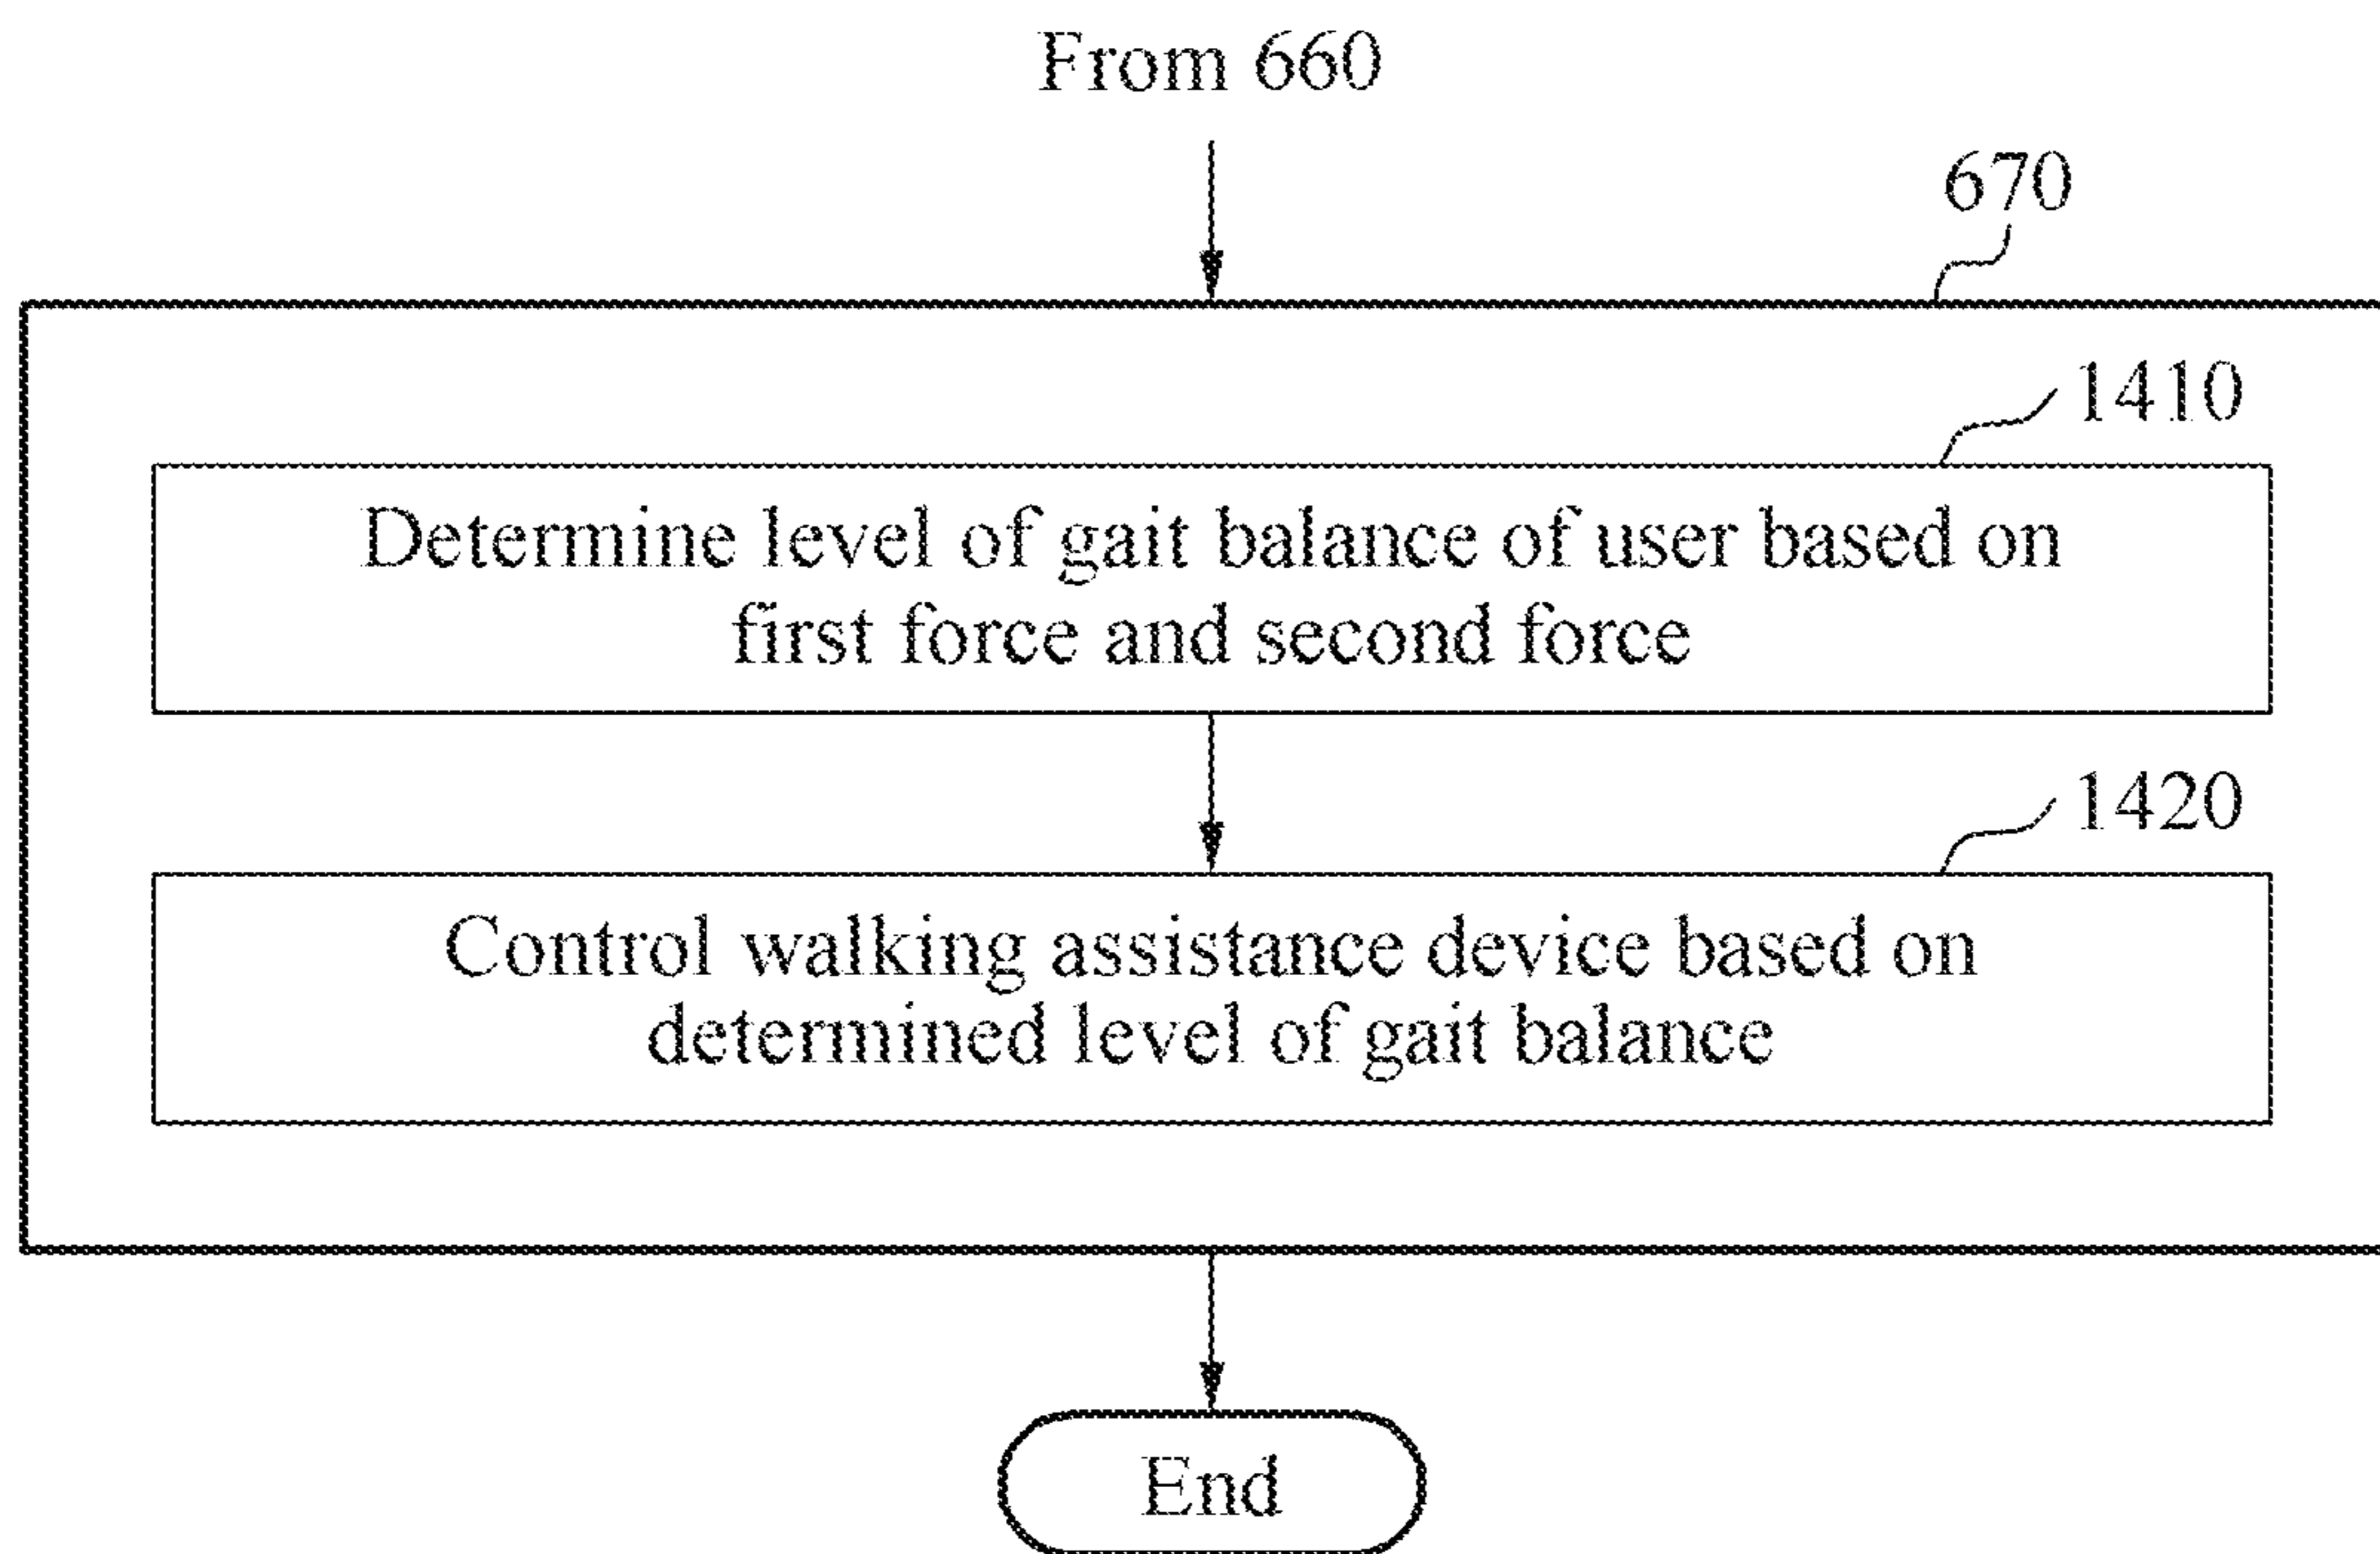 From 660
670
1410
Determine level of gait balance of user based on
first force and second force
1420
Control walking assistance device based on
determined level of gait balance
End